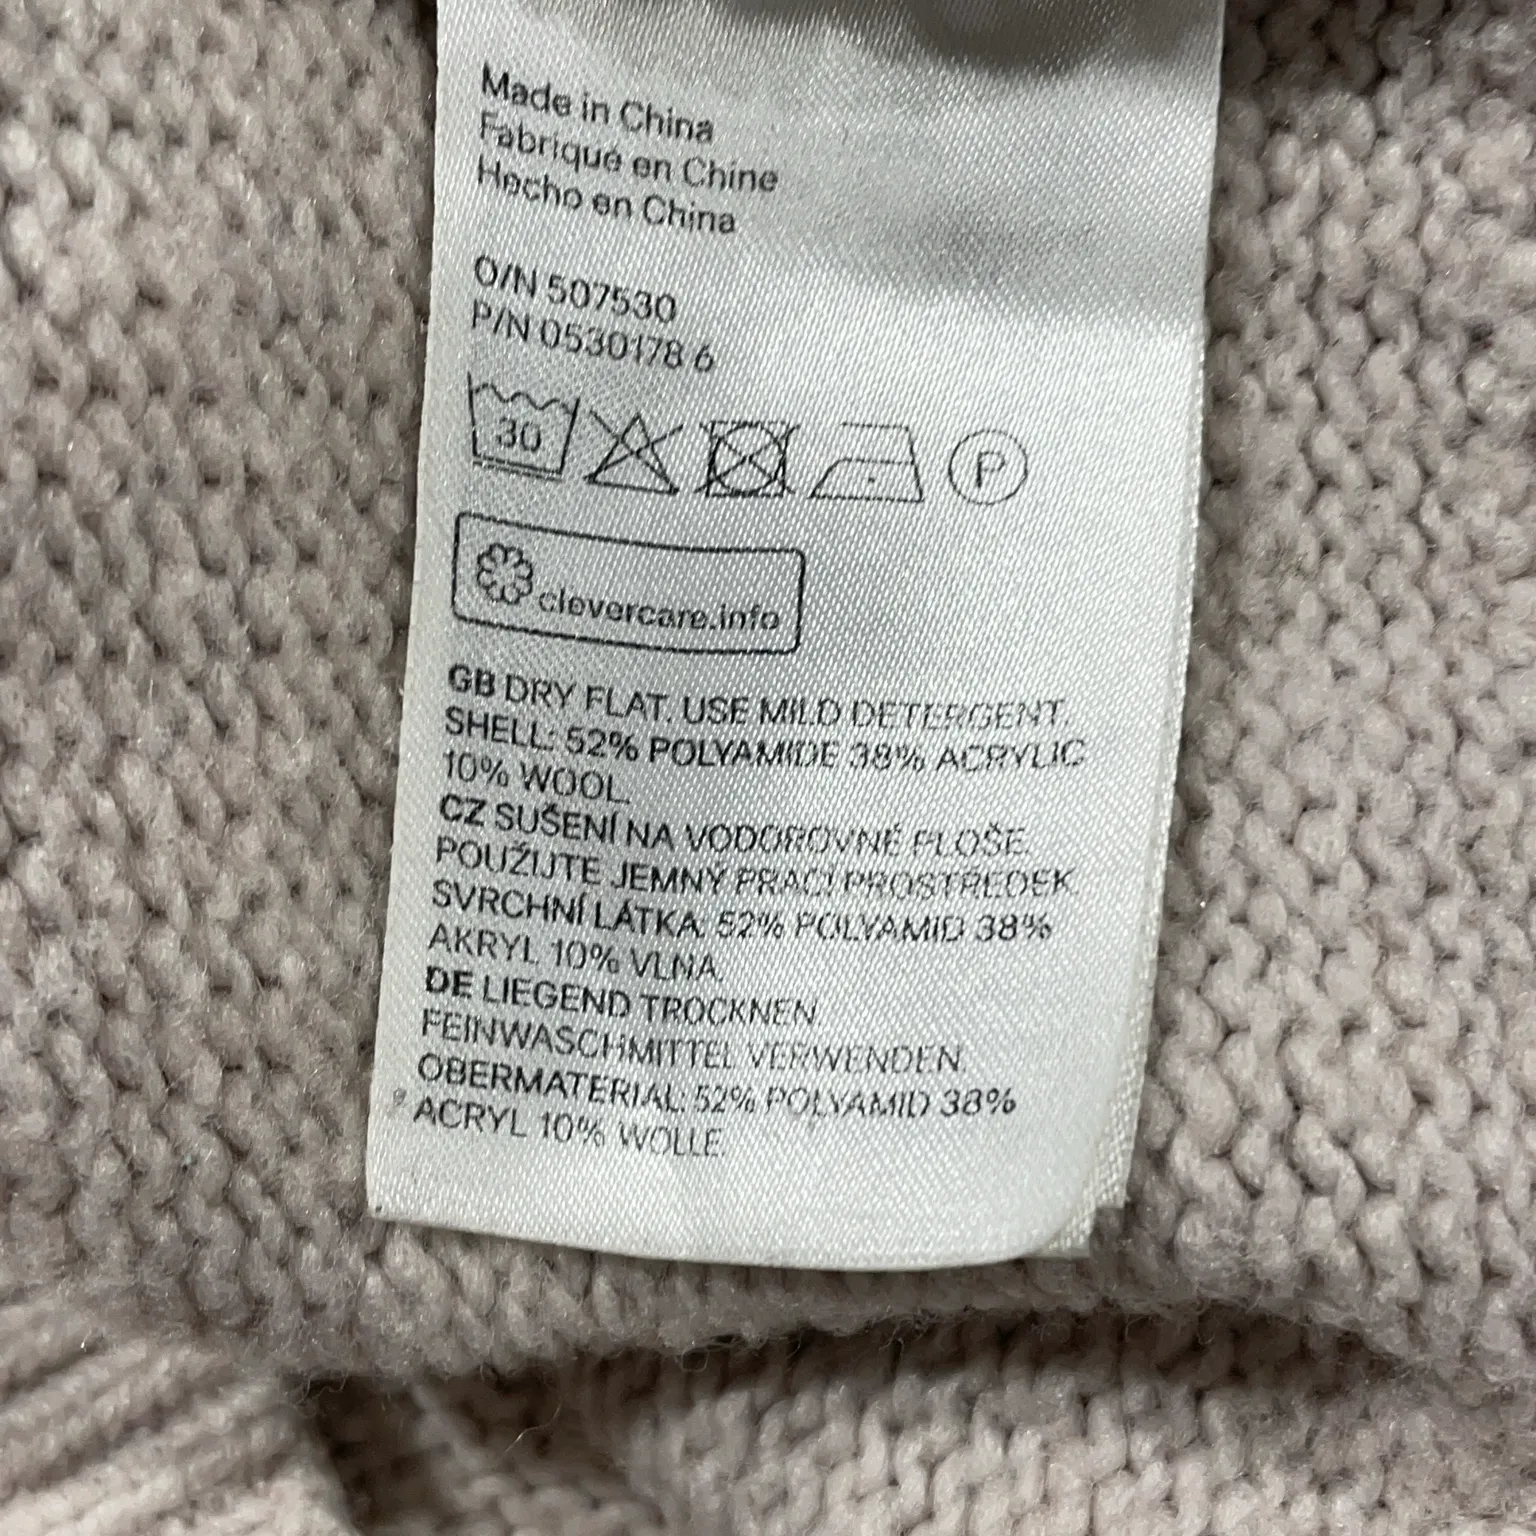 Made in China
Fabriqué en Chine
Hecho en China
O/N 507530
P/N 0530178 6
30
P
clevercare.info
GB DRY FLAT. USE MILD DETERGENT.
SHELL: 52% POLYAMIDE 38% ACRYLIC
10% WOOL.
CZ SUŠENÍ NA VODOROVNÉ PLOŠE.
POUŽIJTE JEMNÝ PRACÍ PROSTŘEDEK.
SVRCHNÍ LÁTKA: 52% POLYAMID 38%
AKRYL 10% VLNA.
DE LIEGEND TROCKNEN.
FEINWASCHMITTEL VERWENDEN.
OBERMATERIAL: 52% POLYAMID 38%
ACRYL 10% WOLLE.